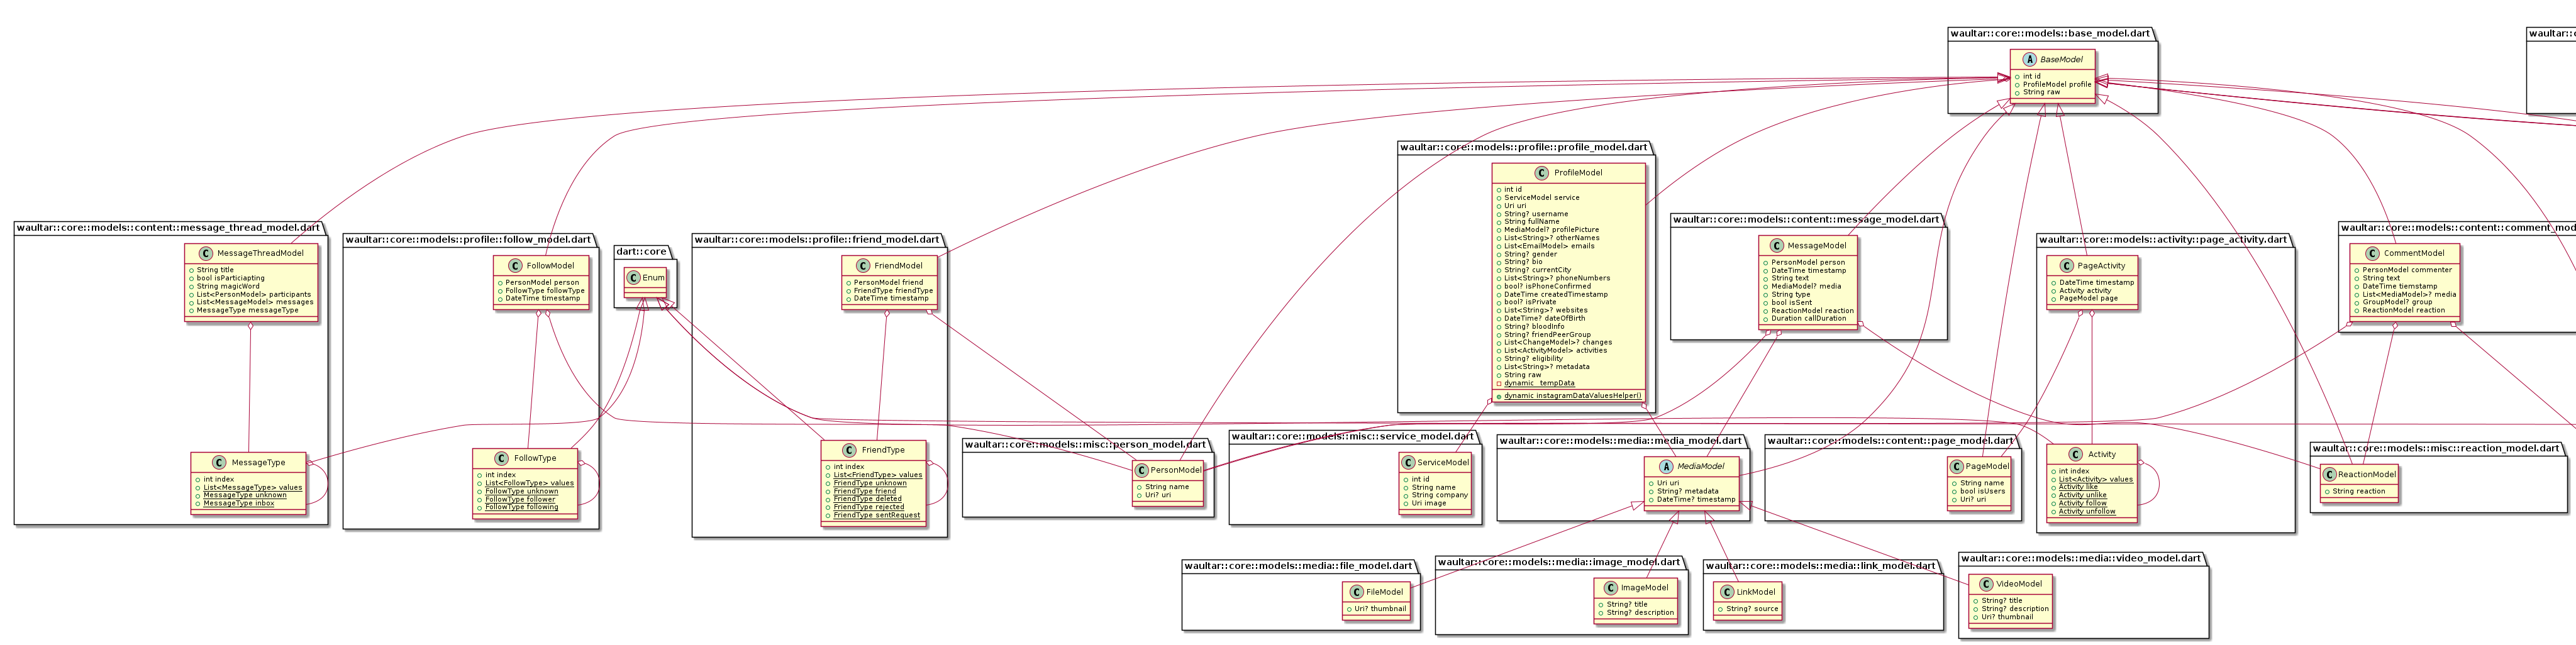 waultar::core::models::base_model.dart
A BaseModel
int id
ProfileModel profile
String raw
waultar::c
waultar::core::models::profile::profile_model.dart
C ProfileModel
int id
ServiceModel service
Uri uri
String? username
String fullName
MediaModel? profilePicture
List<String>? otherNames
List<EmailModel> emails
String? gender
String? bio
String? currentCity
List<String>? phoneNumbers
bool? isPhoneConfirmed
DateTime createdTimestamp
bool? isPrivate
List<String>? websites
DateTime? dateOfBirth
String? bloodInfo
String? friendPeerGroup
List<ChangeModel>? changes
List<ActivityModel> activities
String? eligibility
List<String>? metadata
String raw
dynamic _tempData
dynamic instagramDataValuesHelper()
waultar::core::models::content::message_thread_model.dart
C MessageThreadModel
String title
bool isParticiapting
String magicWord
List<PersonModel> participants
List<MessageModel> messages
MessageType messageType
C MessageType
int index
List<MessageType> values
MessageType unknown
MessageType inbox
waultar::core::models::profile::follow_model.dart
C FollowModel
PersonModel person
FollowType followType
DateTime timestamp
C FollowType
int index
List<FollowType> values
FollowType unknown
FollowType follower
FollowType following
dart::core
C Enum
waultar::core::models::profile::friend_model.dart
C FriendModel
PersonModel friend
FriendType friendType
DateTime timestamp
C FriendType
int index
List<FriendType> values
FriendType unknown
FriendType friend
FriendType deleted
FriendType rejected
FriendType sentRequest
waultar::core::models::content::message_model.dart
C MessageModel
PersonModel person
DateTime timestamp
String text
MediaModel? media
String type
bool isSent
ReactionModel reaction
Duration callDuration
waultar::core::models::activity::page_activity.dart
C PageActivity
DateTime timestamp
Activity activity
PageModel page
C Activity
int index
List<Activity> values
Activity like
Activity unlike
Activity follow
Activity unfollow
waultar::core::models::content::comment_mod
C CommentModel
PersonModel commenter
String text
DateTime tiemstamp
List<MediaModel>? media
GroupModel? group
ReactionModel reaction
waultar::core::models::misc::person_model.dart
C PersonModel
String name
Uri? uri
waultar::core::models::misc::service_model.dart
C ServiceModel
int id
String name
String company
Uri image
waultar::core::models::media::media_model.dart
A MediaModel
Uri uri
String? metadata
DateTime? timestamp
waultar::core::models::content::page_model.dart
C PageModel
String name
bool isUsers
Uri? uri
waultar::core::models::misc::reaction_model.dart
C ReactionModel
String reaction
waultar::core::models::media::file_model.dart
C FileModel
Uri? thumbnail
waultar::core::models::media::image_model.dart
C ImageModel
String? title
String? description
waultar::core::models::media::link_model.dart
C LinkModel
String? source
waultar::core::models::media::video_model.dart
C VideoModel
String? title
String? description
Uri? thumbnail